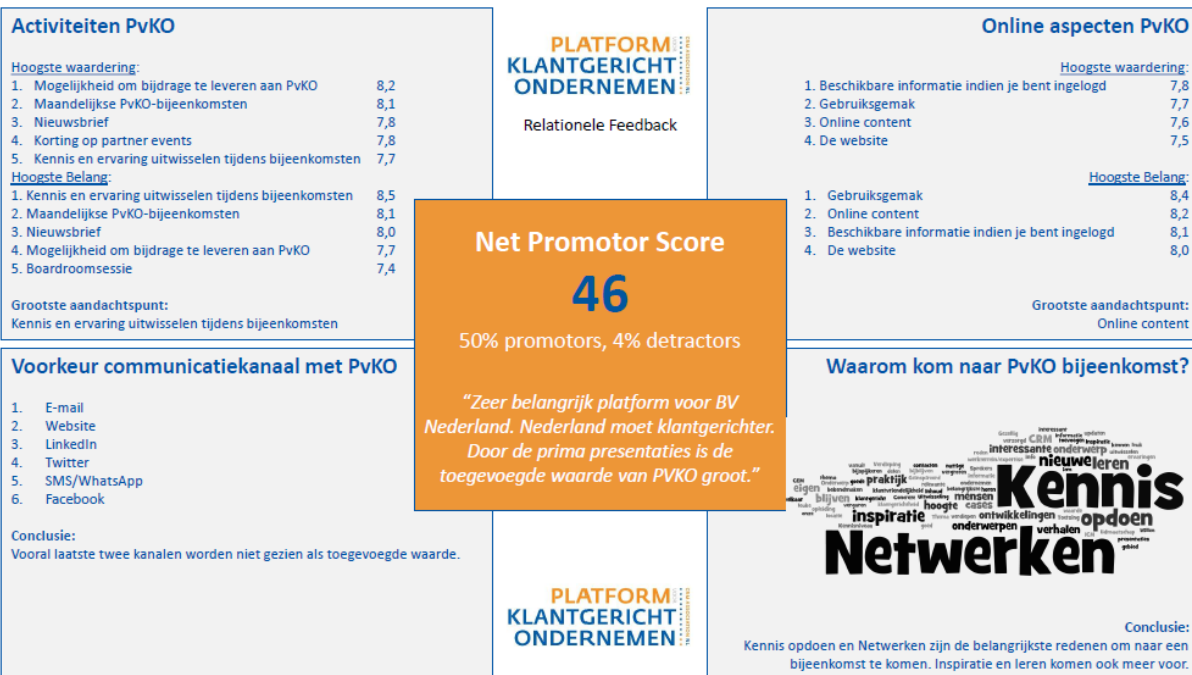 Activiteiten PvKO
Hoogste waardering:
1. Mogelijkheid om bijdrage te leveren aan PvKO 8,2
2. Maandelijkse PvKO-bijeenkomsten 8,1
3. Nieuwsbrief 7,8
4. Korting op partner events 7,8
5. Kennis en ervaring uitwisselen tijdens bijeenkomsten 7,7
Hoogste Belang:
1. Kennis en ervaring uitwisselen tijdens bijeenkomsten 8,5
2. Maandelijkse PvKO-bijeenkomsten 8,1
3. Nieuwsbrief 8,0
4. Mogelijkheid om bijdrage te leveren aan PvKO 7,7
5. Boardroomsessie 7,4
Grootste aandachtspunt:
Kennis en ervaring uitwisselen tijdens bijeenkomsten
PLATFORM
KLANTGERICHT
ONDERNEMEN
Relationele Feedback
Online aspecten PvKO
Hoogste waardering:
1. Beschikbare informatie indien je bent ingelogd 7,8
2. Gebruiksgemak 7,7
3. Online content 7,6
4. De website 7,5
Hoogste Belang:
1. Gebruiksgemak 8,4
2. Online content 8,2
3. Beschikbare informatie indien je bent ingelogd 8,1
4. De website 8,0
Grootste aandachtspunt:
Online content
Net Promotor Score
46
50% promotors, 4% detractors
“Zeer belangrijk platform voor BV
Nederland. Nederland moet klantgerichter.
Door de prima presentaties is de
toegevoegde waarde van PVKO groot.”
Voorkeur communicatiekanaal met PvKO
1. E-mail
2. Website
3. LinkedIn
4. Twitter
5. SMS/WhatsApp
6. Facebook
Conclusie:
Vooral laatste twee kanalen worden niet gezien als toegevoegde waarde.
PLATFORM
KLANTGERICHT
ONDERNEMEN
Waarom kom naar PvKO bijeenkomst?
CRM
interessante onderwerp
nieuwe leren
praktijk
Kennis
eigen
blijven
hoogte cases
mensen
inspiratie
ontwikkelingen
opdoen
onderwerpen
verhalen
Netwerken
Conclusie:
Kennis opdoen en Netwerken zijn de belangrijkste redenen om naar een
bijeenkomst te komen. Inspiratie en leren komen ook meer voor.